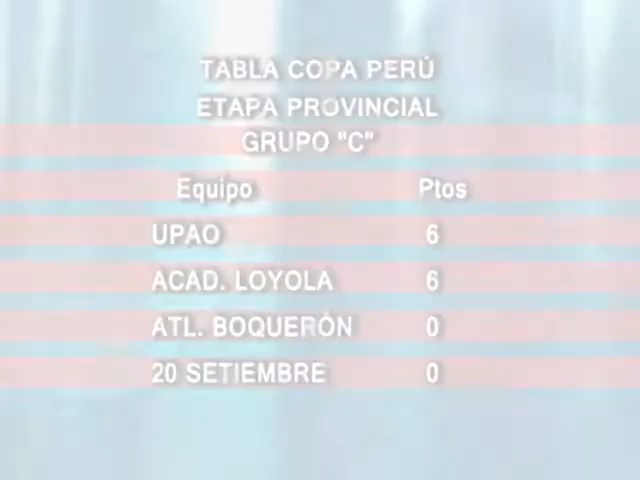 TABLA COPA PERÚ
ETAPA PROVINCIAL
GRUPO "C"
Equipo Ptos
UPAO 6
ACAD. LOYOLA 6
ATL. BOQUERÓN 0
20 SETIEMBRE 0